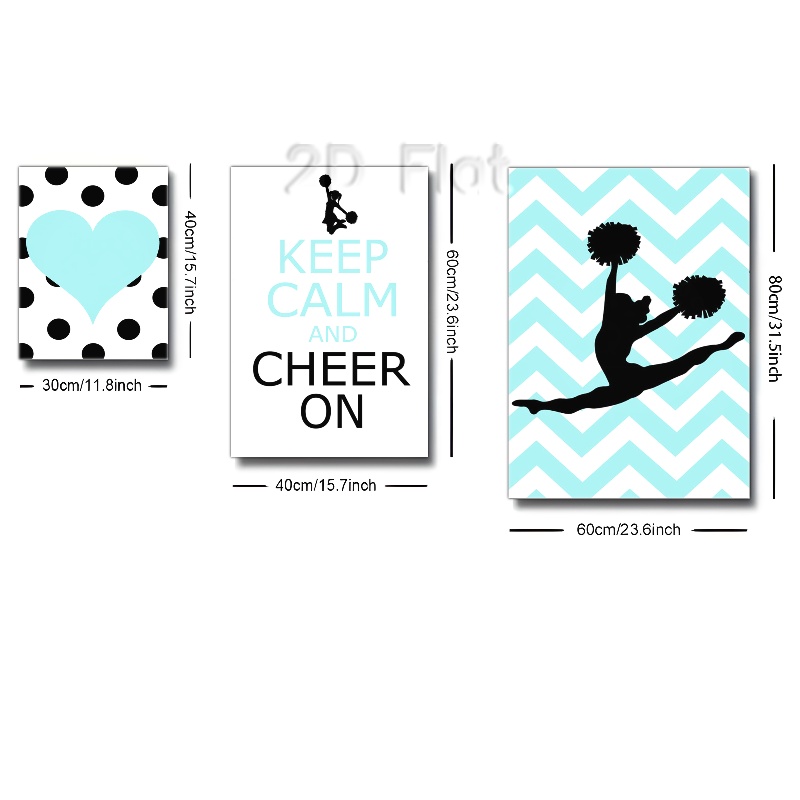 2D Flat
40cm/15.7inch
30cm/11.8inch
KEEP
CALM
AND
CHEER
ON
60cm/23.6inch
40cm/15.7inch
80cm/31.5inch
60cm/23.6inch